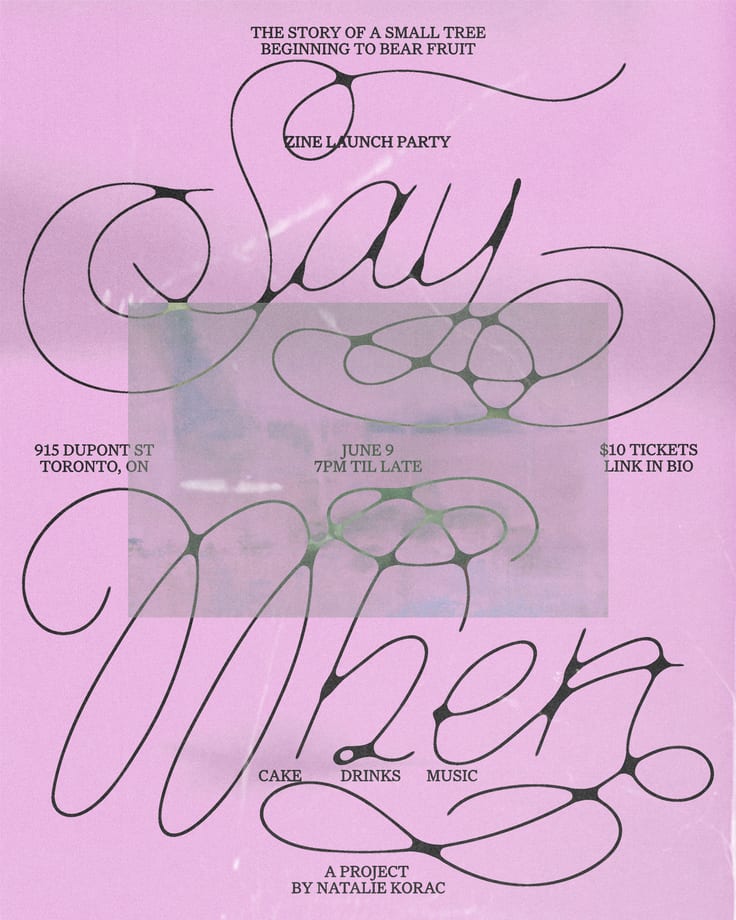 THE STORY OF A SMALL TREE
BEGINNING TO BEAR FRUIT
ZINE LAUNCH PARTY
Say
915 DUPONT ST
TORONTO, ON
JUNE 9
7PM TIL LATE
$10 TICKETS
LINK IN BIO
When
CAKE DRINKS MUSIC
A PROJECT
BY NATALIE KORAC